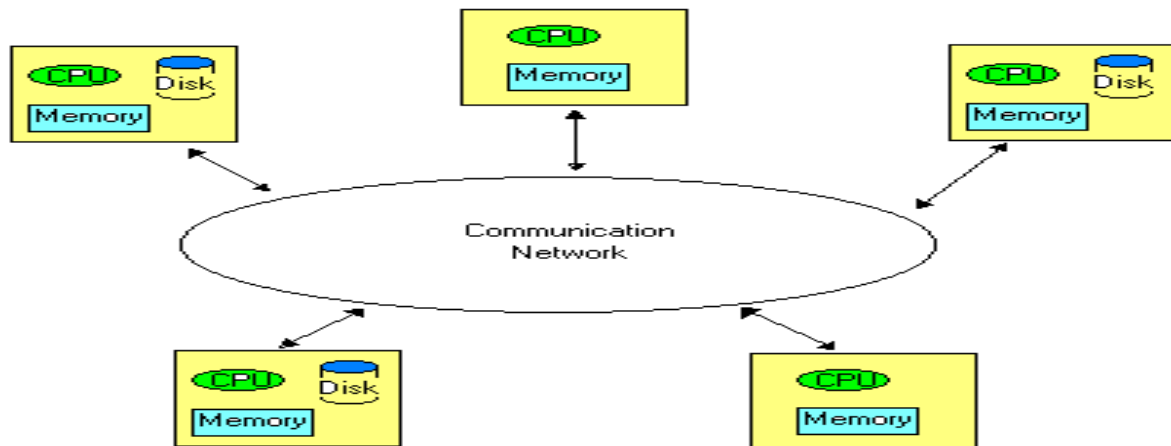 CPU
Memory
CPU
Disk
Memory
CPU
Disk
Memory
Communication
Network
CPU
Disk
Memory
CPU
Memory